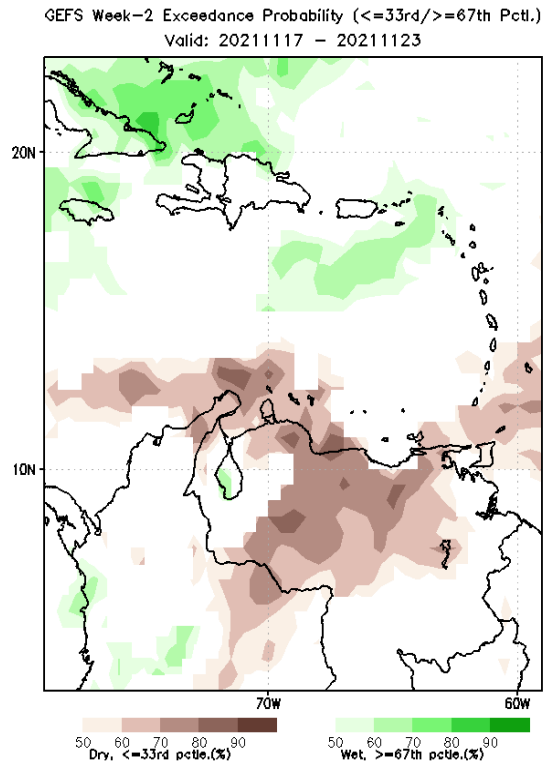 GEFS Week-2 Exceedance Probability (<=33rd/>=67th Pctl.)
Valid: 20211117 - 20211123
20N
10N
70W
60W
50 60 70 80 90
Dry, <=33rd pctle.(%)
50 60 70 80 90
Wet, >=67th pctle.(%)